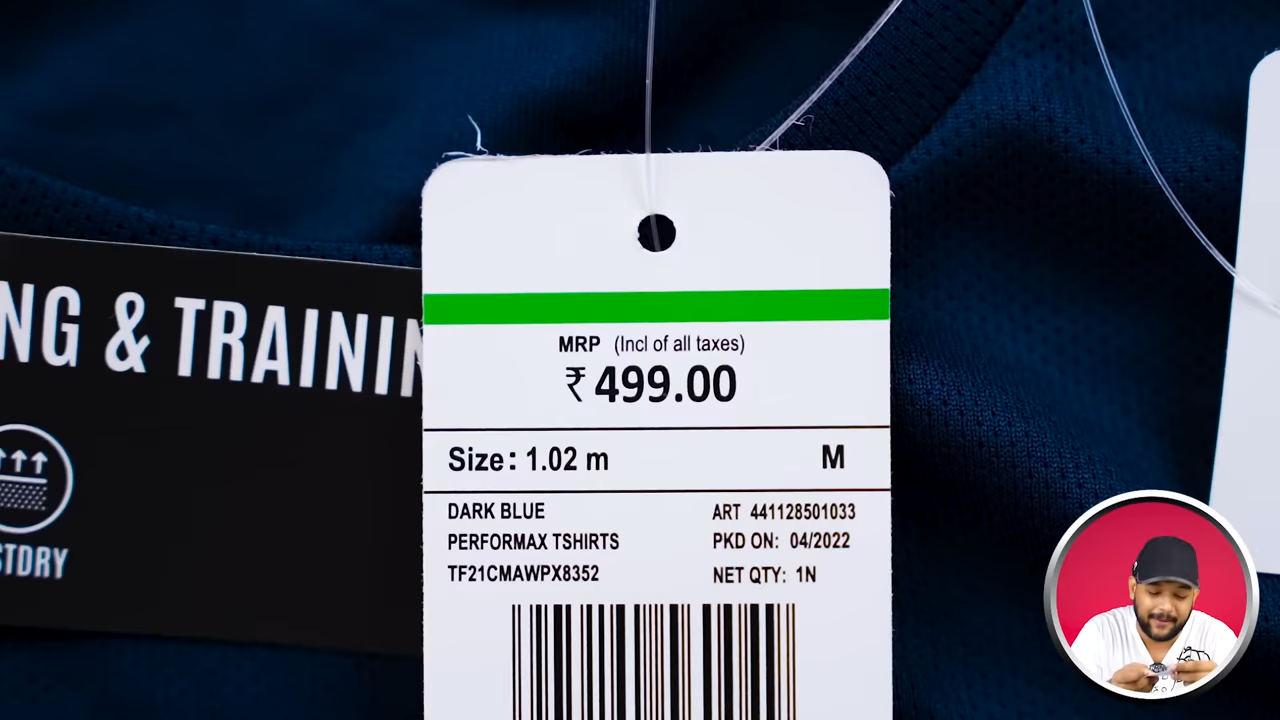 NG & TRAININ
STDRY
MRP (Incl of all taxes)
₹ 499.00
Size: 1.02 m M
DARK BLUE ART 441128501033
PERFORMAX TSHIRTS PKD ON: 04/2022
TF21CMAWPX8352 NET QTY: 1N